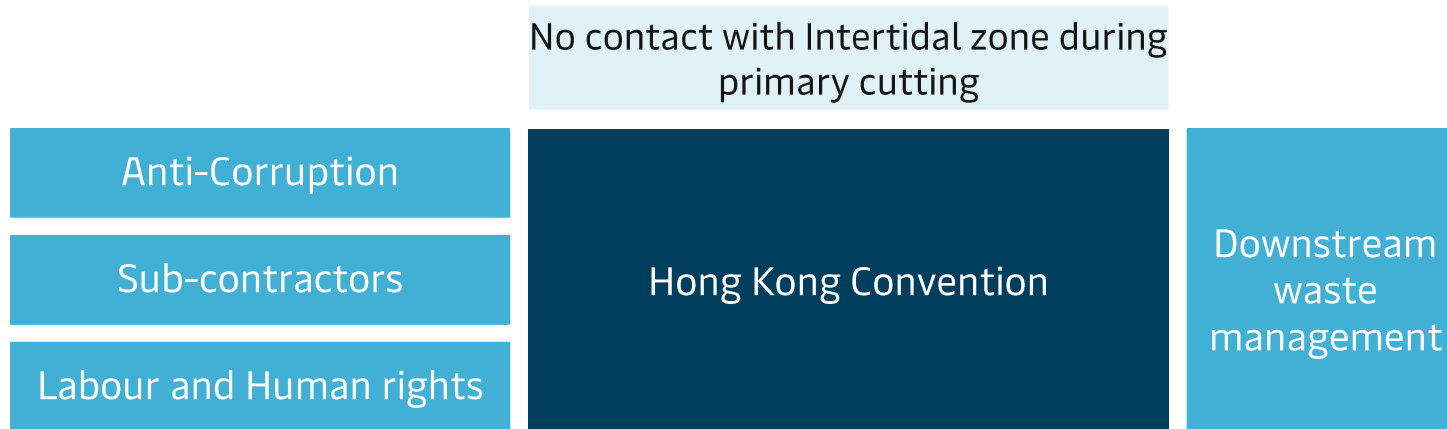 No contact with Intertidal zone during
primary cutting
Anti-Corruption
Sub-contractors
Labour and Human rights
Hong Kong Convention
Downstream
waste
management